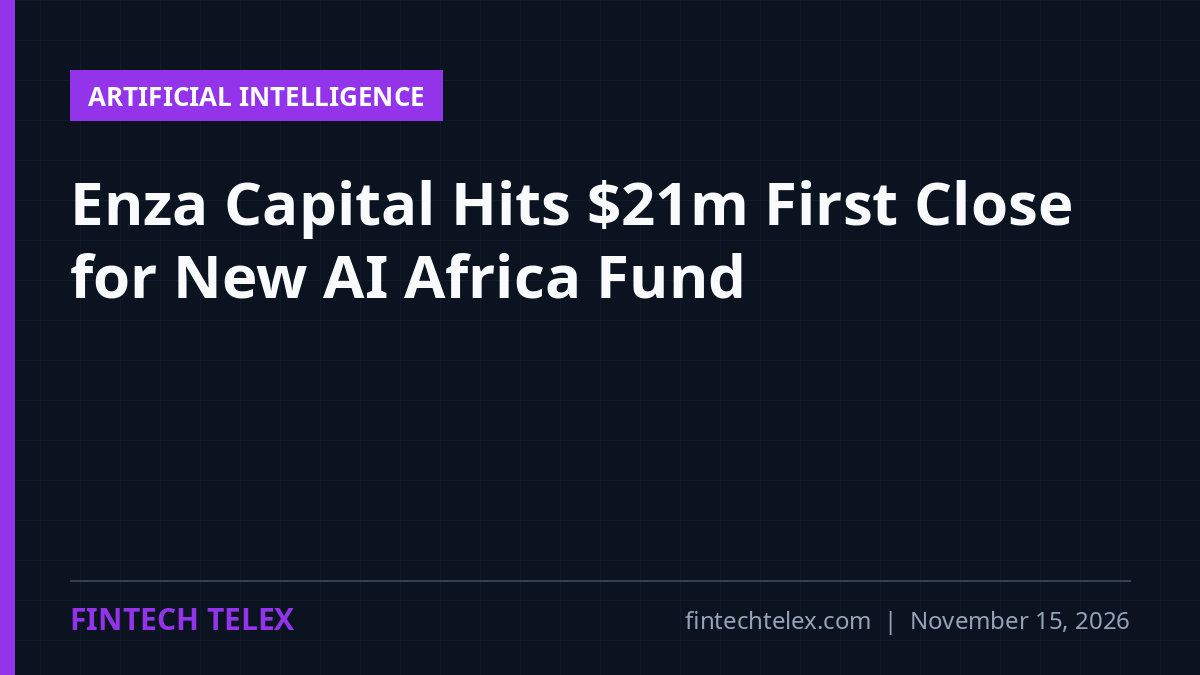 ARTIFICIAL INTELLIGENCE
Enza Capital Hits $21m First Close
for New AI Africa Fund
FINTECH TELEX
fintechtelex.com | November 15, 2026